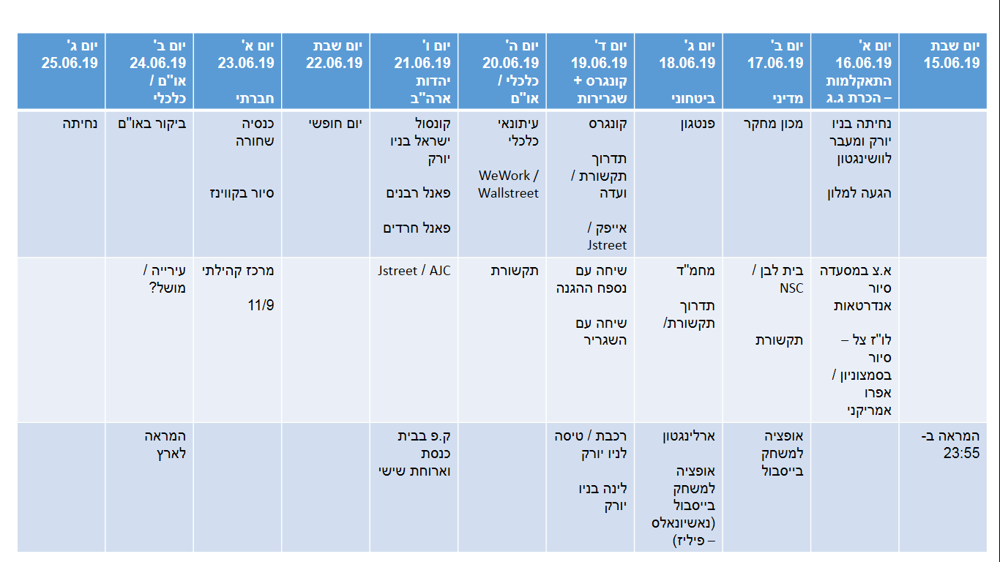 יום שבת
15.06.19
יום א'
16.06.19
התאקלמות
– הכרת ג.ג
יום ב'
17.06.19
מדיני
יום ג'
18.06.19
ביטחוני
יום ד'
19.06.19
קונגרס +
שגרירות
יום ה'
20.06.19
כלכלי /
או"ם
יום ו'
21.06.19
יהדות
ארה"ב
יום שבת
22.06.19
יום א'
23.06.19
חברתי
יום ב'
24.06.19
או"ם /
כלכלי
יום ג'
25.06.19
נחיתה בניו
יורק ומעבר
לוושינגטון
הגעה למלון
מכון מחקר
פנטגון
קונגרס
תדרוך
תקשורת /
ועדה
אייפק /
Jstreet
עיתונאי
כלכלי
WeWork /
Wallstreet
קונסול
ישראל בניו
יורק
פאנל רבנים
פאנל חרדים
יום חופשי
כנסיה
שחורה
סיור בקווינז
ביקור באו"ם
נחיתה
א.צ במסעדה
סיור
אנדרטאות
לו"ז צל –
סיור
בסמצוניון /
אפרו
אמריקני
בית לבן /
NSC
תקשורת
מחמ"ד
תדרוך
תקשורת/
שיחה עם
נספח ההגנה
שיחה עם
השגריר
תקשורת
Jstreet / AJC
מרכז קהילתי
11/9
עירייה /
מושל?
המראה ב-
23:55
אופציה
למשחק
בייסבול
ארלינגטון
אופציה
למשחק
בייסבול
(נאשיונאלס
– פיליז)
רכבת / טיסה
לניו יורק
לינה בניו
יורק
ק.פ בבית
כנסת
וארוחת שישי
המראה
לארץ